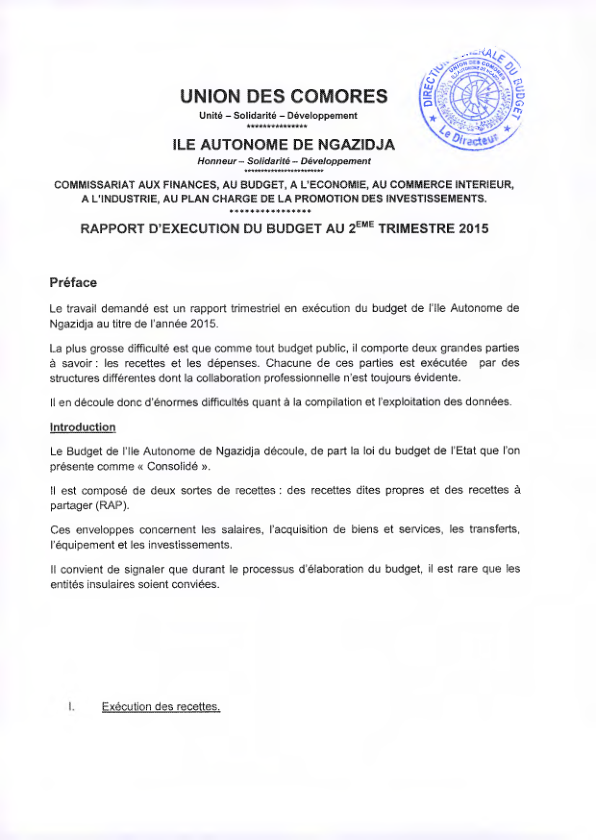 UNION DES COMORES
Unité – Solidarité – Développement
***************
ILE AUTONOME DE NGAZIDJA
Honneur – Solidarité – Développement
************************
COMMISSARIAT AUX FINANCES, AU BUDGET, A L'ECONOMIE, AU COMMERCE INTERIEUR,
A L'INDUSTRIE, AU PLAN CHARGE DE LA PROMOTION DES INVESTISSEMENTS.
****************
RAPPORT D'EXECUTION DU BUDGET AU 2EME TRIMESTRE 2015
DIRECTION GENERALE DU BUDGET
UNION DES COMORES
Le Directeur
Préface
Le travail demandé est un rapport trimestriel en exécution du budget de l'Ile Autonome de
Ngazidja au titre de l'année 2015.
La plus grosse difficulté est que comme tout budget public, il comporte deux grandes parties
à savoir : les recettes et les dépenses. Chacune de ces parties est exécutée par des
structures différentes dont la collaboration professionnelle n'est toujours évidente.
Il en découle donc d'énormes difficultés quant à la compilation et l'exploitation des données.
Introduction
Le Budget de l'Ile Autonome de Ngazidja découle, de part la loi du budget de l'Etat que l'on
présente comme « Consolidé ».
Il est composé de deux sortes de recettes : des recettes dites propres et des recettes à
partager (RAP).
Ces enveloppes concernent les salaires, l'acquisition de biens et services, les transferts,
l'équipement et les investissements.
Il convient de signaler que durant le processus d'élaboration du budget, il est rare que les
entités insulaires soient conviées.
I. Exécution des recettes.